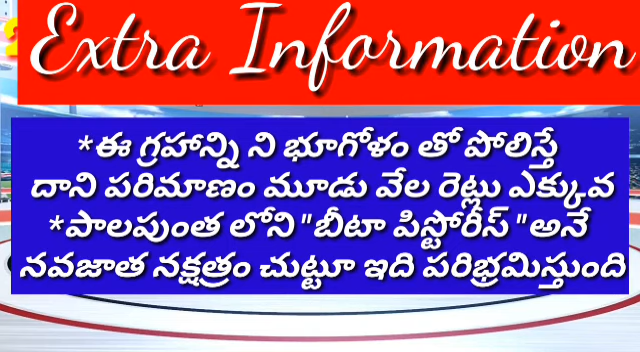 Extra Information
*ఈ గ్రహాన్ని ని భూగోళం తో పోలిస్తే
దాని పరిమాణం మూడు వేల రెట్లు ఎక్కువ
*పాలపుంత లోని "బీటా పిస్టోరీస్ " అనే
నవజాత నక్షత్రం చుట్టూ ఇది పరిభ్రమిస్తుంది